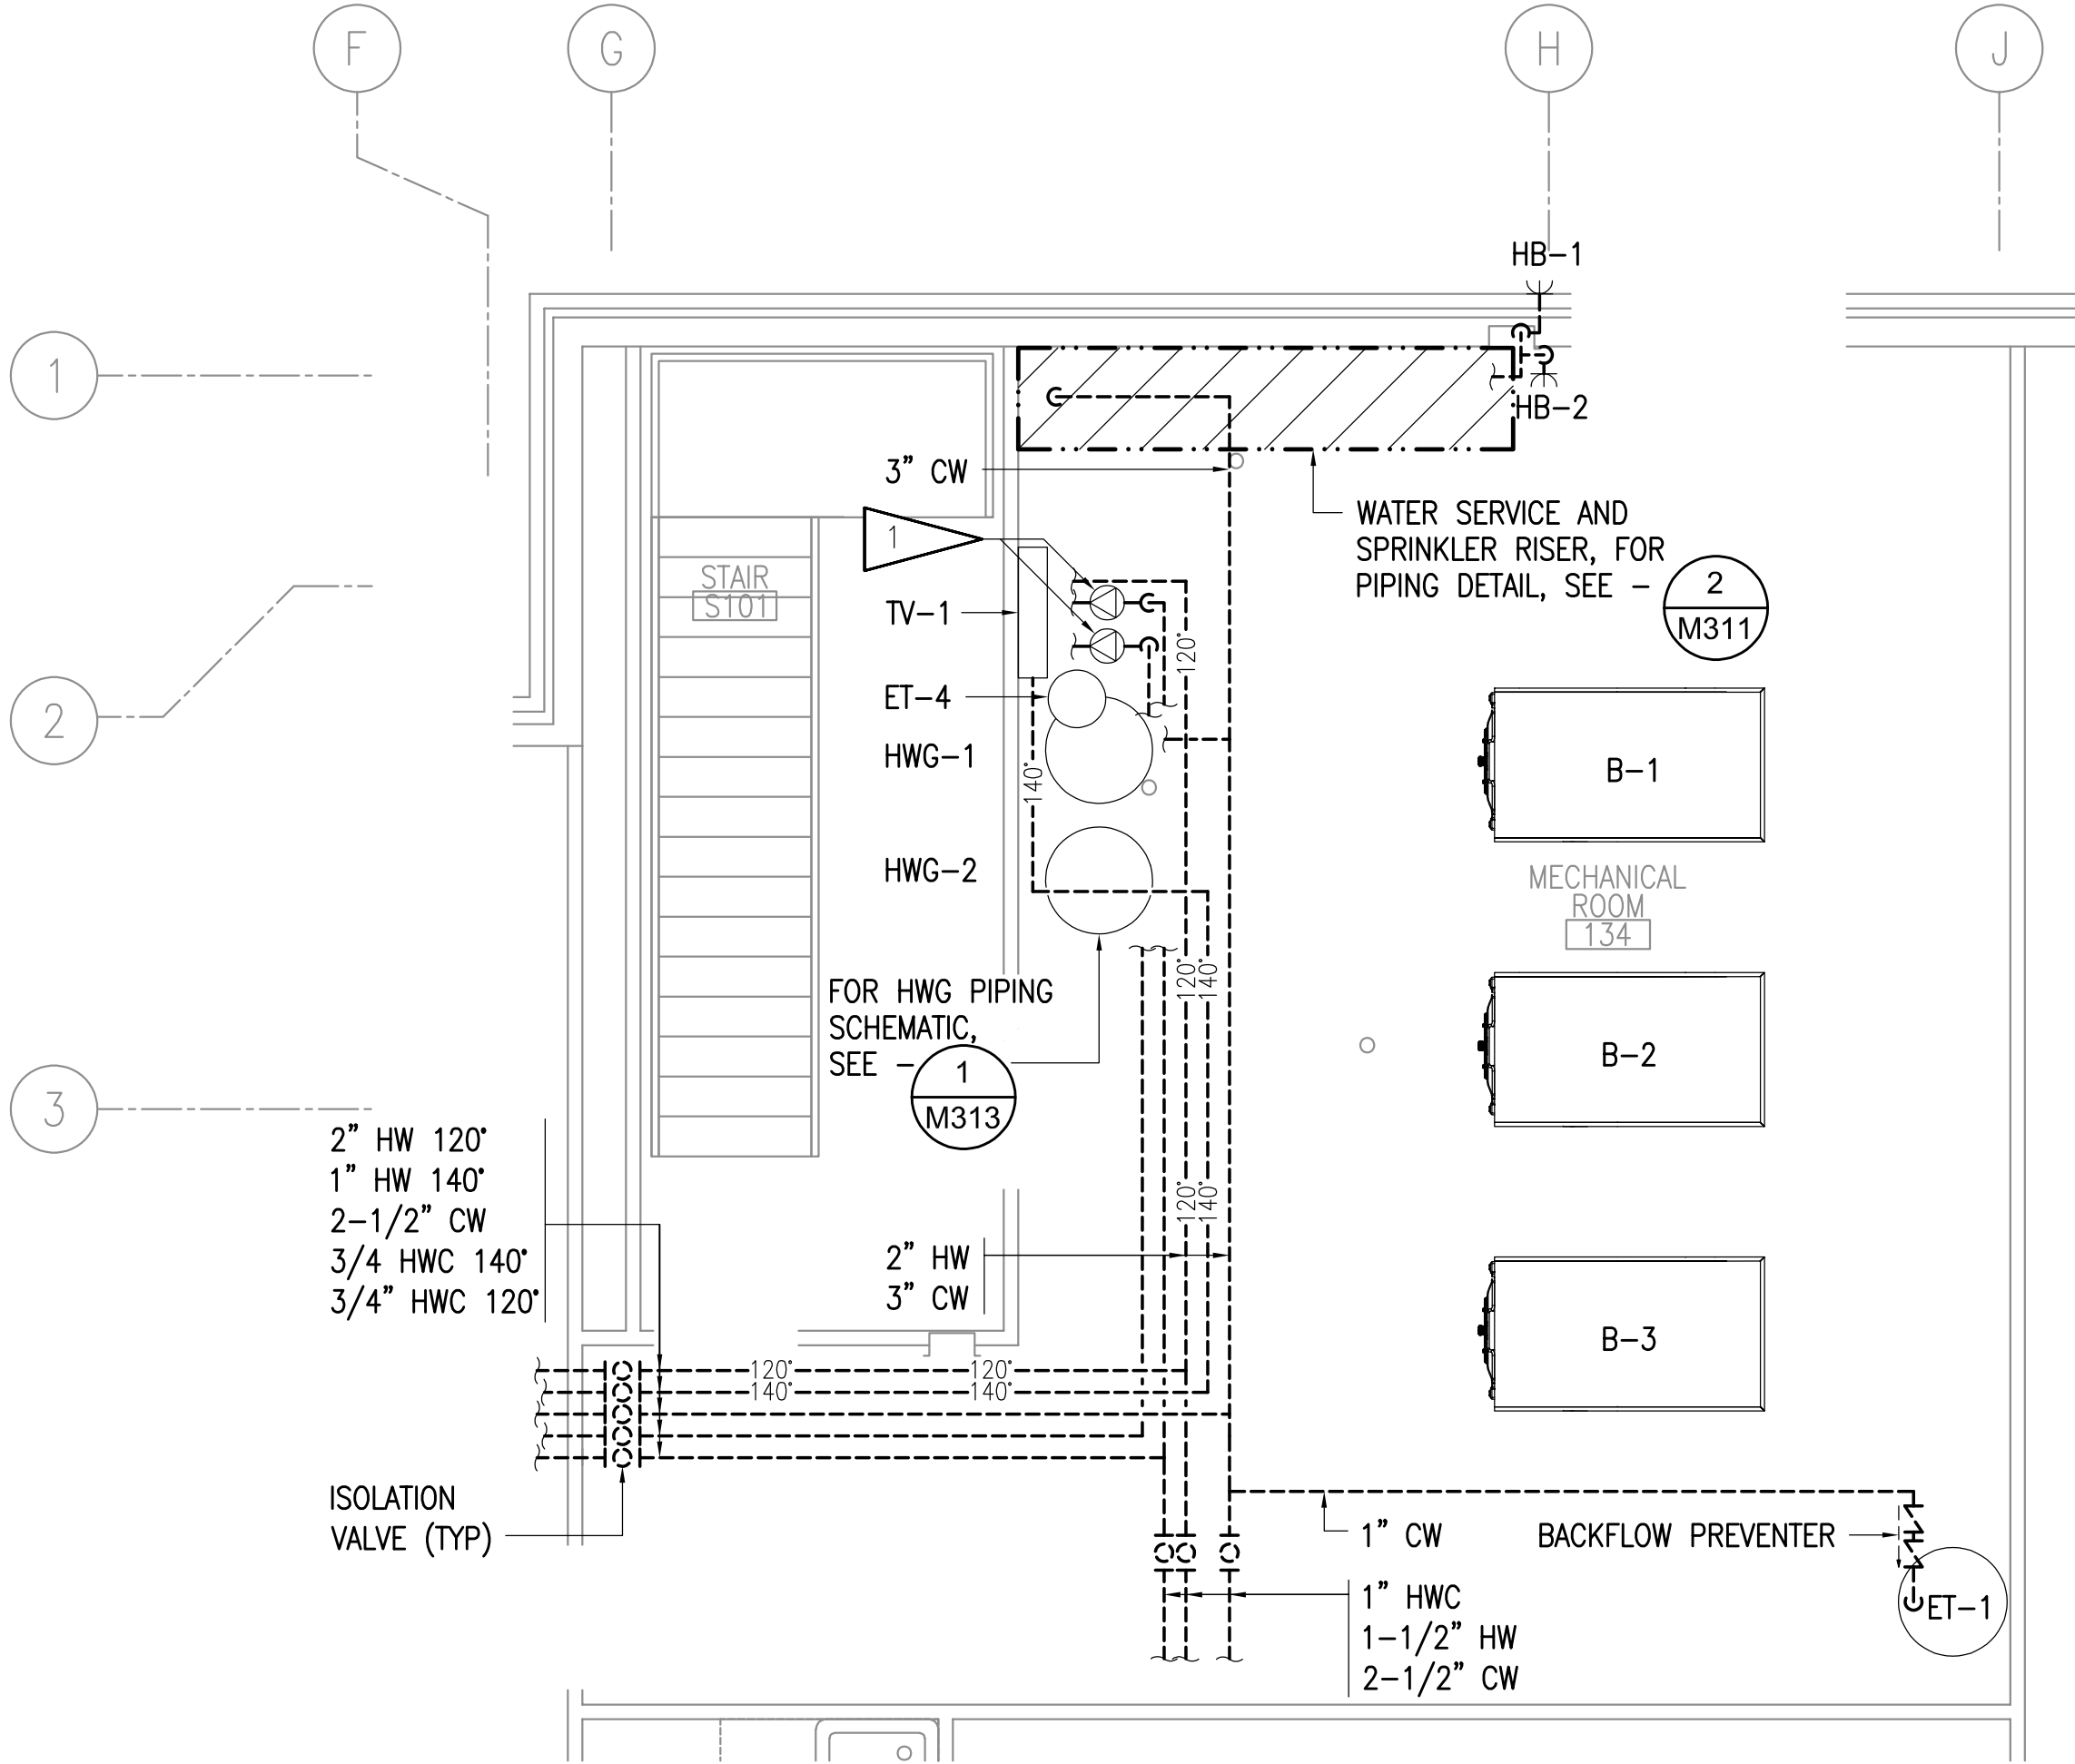 F
G
H
J
1
2
3
HB-1
HB-2
3" CW
WATER SERVICE AND
SPRINKLER RISER, FOR
PIPING DETAIL, SEE -
2
M311
1
STAIR
S101
TV-1
120°
ET-4
HWG-1
140°
B-1
HWG-2
MECHANICAL
ROOM
134
FOR HWG PIPING
SCHEMATIC,
SEE -
1
M313
120°
140°
B-2
2" HW 120°
1" HW 140°
2-1/2" CW
3/4 HWC 140°
3/4" HWC 120°
120°
140°
2" HW
3" CW
B-3
120°
120°
140°
140°
ISOLATION
VALVE (TYP)
1" CW
BACKFLOW PREVENTER
1" HWC
1-1/2" HW
2-1/2" CW
ET-1